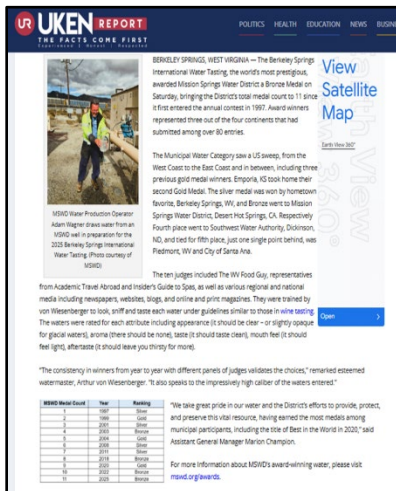 UR UKEN REPORT
THE FACTS COME FIRST
Experienced | Honest | Respected
POLITICS HEALTH EDUCATION NEWS BUSIN
BERKELEY SPRINGS, WEST VIRGINIA — The Berkeley Springs
International Water Tasting, the world's most prestigious,
awarded Mission Springs Water District a Bronze Medal on
Saturday, bringing the District's total medal count to 11 since
it first entered the annual contest in 1997. Award winners
represented three out of the four continents that had
submitted among over 80 entries.
The Municipal Water Category saw a US sweep, from the
West Coast to the East Coast and in between, including three
previous gold medal winners. Emporia, KS took home their
second Gold Medal. The silver medal was won by hometown
favorite, Berkeley Springs, WV, and Bronze went to Mission
Springs Water District, Desert Hot Springs, CA. Respectively
Fourth place went to Southwest Water Authority, Dickinson,
ND, and tied for fifth place, just one single point behind, was
Piedmont, WV and City of Santa Ana.
MSWD Water Production Operator
Adam Wagner draws water from an
MSWD well in preparation for the
2025 Berkeley Springs International
Water Tasting. (Photo courtesy of
MSWD)
The ten judges included The WV Food Guy, representatives
from Academic Travel Abroad and Insider's Guide to Spas, as well as various regional and national
media including newspapers, websites, blogs, and online and print magazines. They were trained by
von Wiesenberger to look, sniff and taste each water under guidelines similar to those in wine tasting.
The waters were rated for each attribute including appearance (it should be clear – or slightly opaque
for glacial waters), aroma (there should be none), taste (it should taste clean), mouth feel (it should
feel light), aftertaste (it should leave you thirsty for more).
"The consistency in winners from year to year with different panels of judges validates the choices," remarked esteemed
watermaster, Arthur von Wiesenberger. "It also speaks to the impressively high caliber of the waters entered."
MSWD Medal Count Year Ranking
1 1997 Silver
2 1998 Gold
3 2001 Silver
4 2003 Bronze
5 2004 Gold
6 2008 Silver
7 2011 Silver
8 2018 Bronze
9 2020 Gold
10 2022 Bronze
11 2025 Bronze
"We take great pride in our water and the District's efforts to provide, protect,
and preserve this vital resource, having earned the most medals among
municipal participants, including the title of Best in the World in 2020," said
Assistant General Manager Marion Champion.
For more information about MSWD's award-winning water, please visit
mswd.org/awards.
View
Satellite
Map
Earth View 360°
Earth View 360°
Open